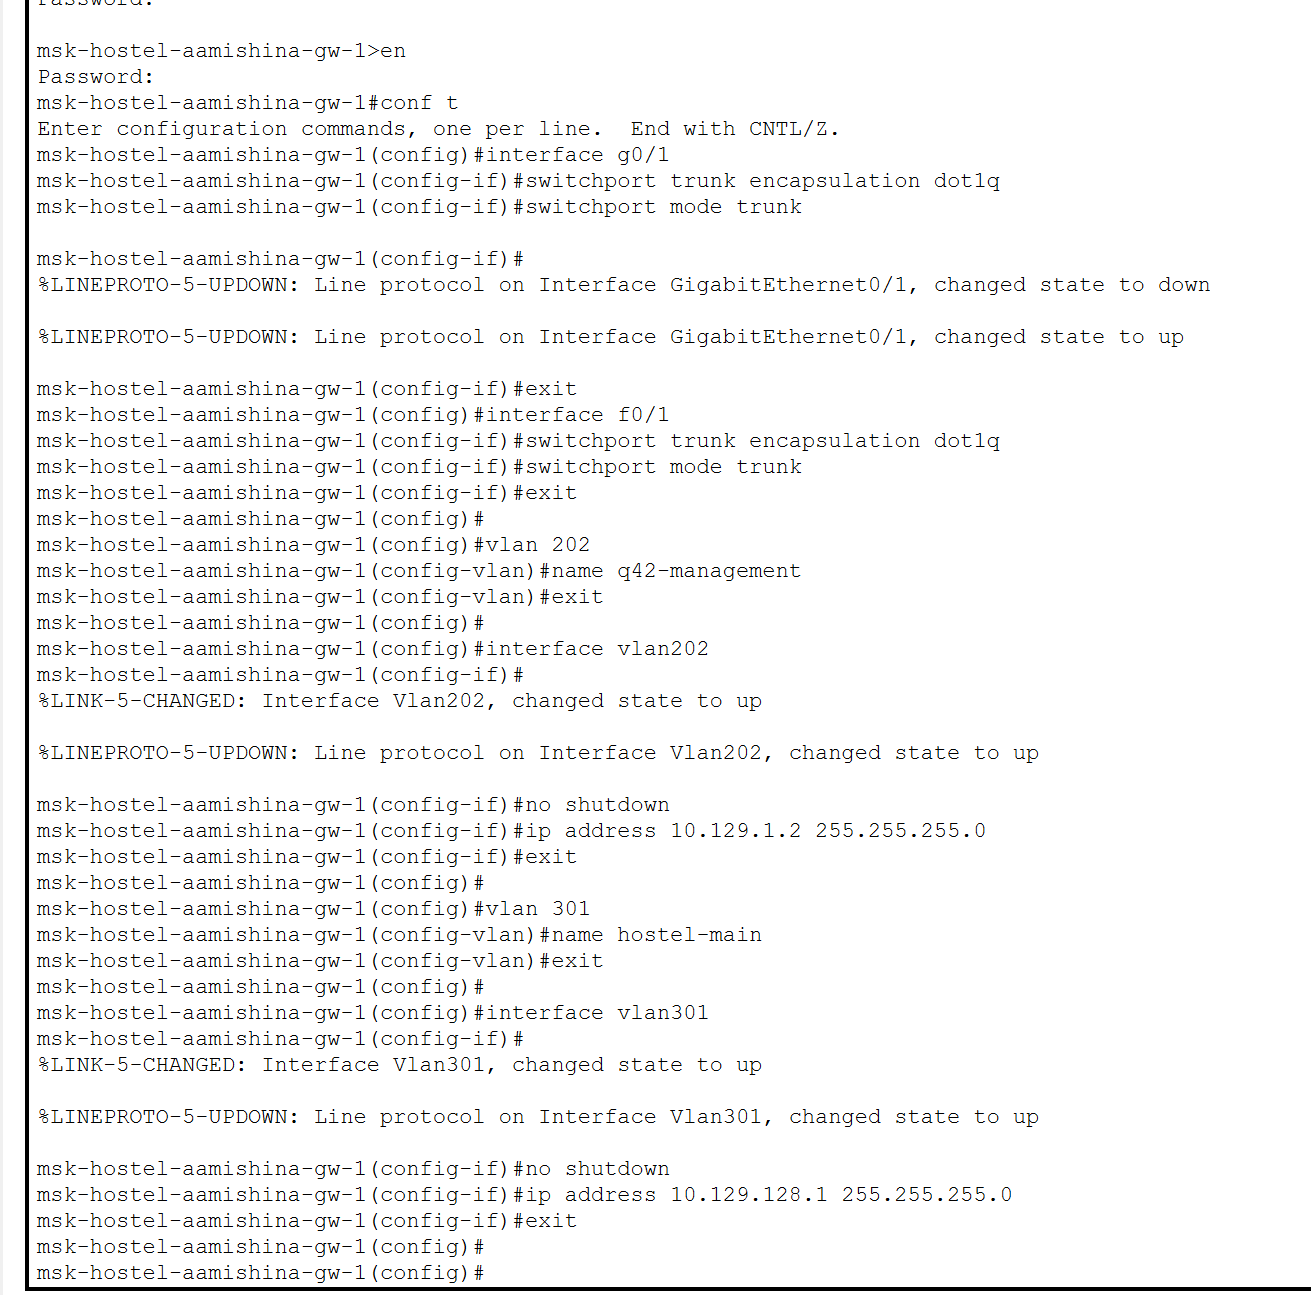 Password:
msk-hostel-aamishina-gw-1>en
Password:
msk-hostel-aamishina-gw-1#conf t
Enter configuration commands, one per line.  End with CNTL/Z.
msk-hostel-aamishina-gw-1(config)#interface g0/1
msk-hostel-aamishina-gw-1(config-if)#switchport trunk encapsulation dot1q
msk-hostel-aamishina-gw-1(config-if)#switchport mode trunk
msk-hostel-aamishina-gw-1(config-if)#
%LINEPROTO-5-UPDOWN: Line protocol on Interface GigabitEthernet0/1, changed state to down
%LINEPROTO-5-UPDOWN: Line protocol on Interface GigabitEthernet0/1, changed state to up
msk-hostel-aamishina-gw-1(config-if)#exit
msk-hostel-aamishina-gw-1(config)#interface f0/1
msk-hostel-aamishina-gw-1(config-if)#switchport trunk encapsulation dot1q
msk-hostel-aamishina-gw-1(config-if)#switchport mode trunk
msk-hostel-aamishina-gw-1(config-if)#exit
msk-hostel-aamishina-gw-1(config)#
msk-hostel-aamishina-gw-1(config)#vlan 202
msk-hostel-aamishina-gw-1(config-vlan)#name q42-management
msk-hostel-aamishina-gw-1(config-vlan)#exit
msk-hostel-aamishina-gw-1(config)#
msk-hostel-aamishina-gw-1(config)#interface vlan202
msk-hostel-aamishina-gw-1(config-if)#
%LINK-5-CHANGED: Interface Vlan202, changed state to up
%LINEPROTO-5-UPDOWN: Line protocol on Interface Vlan202, changed state to up
msk-hostel-aamishina-gw-1(config-if)#no shutdown
msk-hostel-aamishina-gw-1(config-if)#ip address 10.129.1.2 255.255.255.0
msk-hostel-aamishina-gw-1(config-if)#exit
msk-hostel-aamishina-gw-1(config)#
msk-hostel-aamishina-gw-1(config)#vlan 301
msk-hostel-aamishina-gw-1(config-vlan)#name hostel-main
msk-hostel-aamishina-gw-1(config-vlan)#exit
msk-hostel-aamishina-gw-1(config)#
msk-hostel-aamishina-gw-1(config)#interface vlan301
msk-hostel-aamishina-gw-1(config-if)#
%LINK-5-CHANGED: Interface Vlan301, changed state to up
%LINEPROTO-5-UPDOWN: Line protocol on Interface Vlan301, changed state to up
msk-hostel-aamishina-gw-1(config-if)#no shutdown
msk-hostel-aamishina-gw-1(config-if)#ip address 10.129.128.1 255.255.255.0
msk-hostel-aamishina-gw-1(config-if)#exit
msk-hostel-aamishina-gw-1(config)#
msk-hostel-aamishina-gw-1(config)#